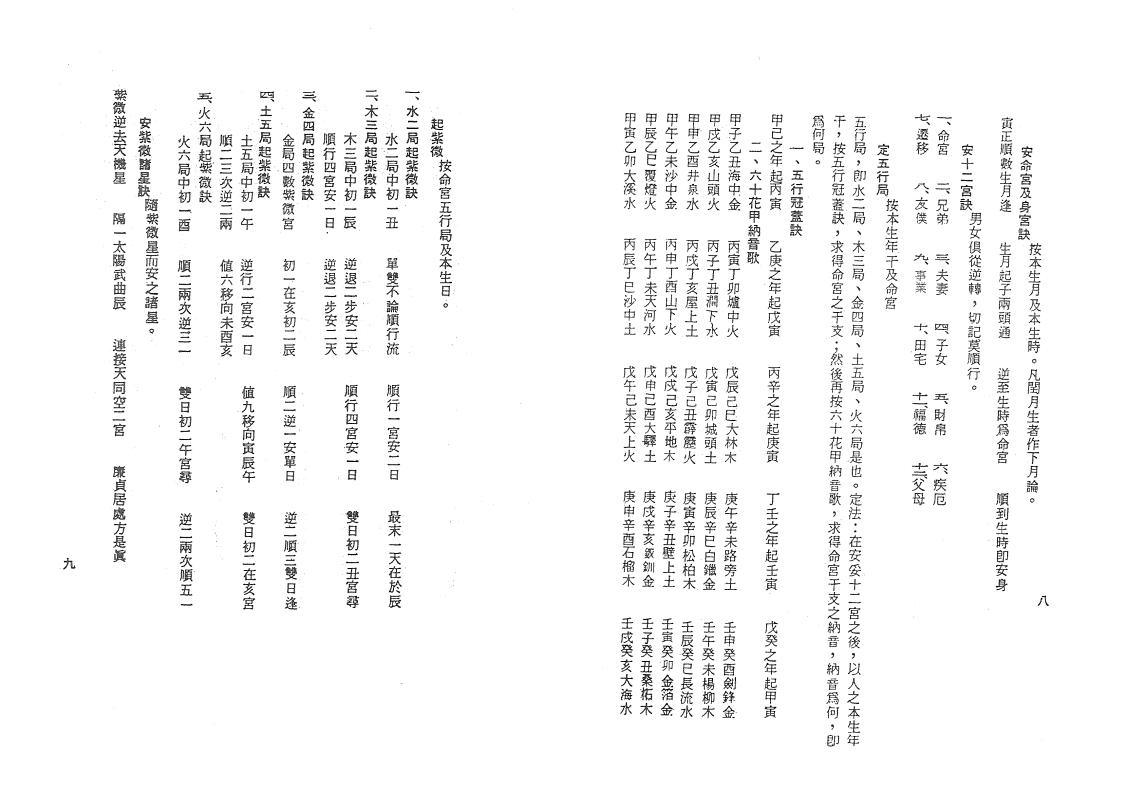 安命宮及身宮訣 按本生月及本生時。凡閏月生者作下月論。
寅正順數生月逢 生月起子兩頭通 逆至生時爲命宮 順到生時卽安身
安十二宮訣 男女俱從逆轉，切記莫順行。
一、命宮 二、兄弟 三、夫妻 四、子女 五、財帛 六、疾厄
七、遷移 八、友僕 九、事業 十、田宅 十一、福德 十二、父母
定五行局 按本生年干及命宮
五行局，卽水二局、木三局、金四局、土五局、火六局是也。定法：在安妥十二宮之後，以人之本生年
干，按五行冠蓋訣，求得命宮之干支；然後再按六十花甲納音歌，求得命宮干支之納音，納音爲何，卽
爲何局。
一、五行冠蓋訣
甲己之年起丙寅 乙庚之年起戊寅 丙辛之年起庚寅 丁壬之年起壬寅 戊癸之年起甲寅
二、六十花甲納音歌
甲子乙丑海中金 丙寅丁卯爐中火 戊辰己巳大林木 庚午辛未路旁土 壬申癸酉劍鋒金
甲戌乙亥山頭火 丙子丁丑澗下水 戊寅己卯城頭土 庚辰辛巳白鑞金 壬午癸未楊柳木
甲申乙酉井泉水 丙戌丁亥屋上土 戊子己丑霹靂火 庚寅辛卯松柏木 壬辰癸巳長流水
甲午乙未沙中金 丙申丁酉山下火 戊戌己亥平地木 庚子辛丑壁上土 壬寅癸卯金箔金
甲辰乙巳覆燈火 丙午丁未天河水 戊申己酉大驛土 庚戌辛亥釵釧金 壬子癸丑桑柘木
甲寅乙卯大溪水 丙辰丁巳沙中土 戊午己未天上火 庚申辛酉石榴木 壬戌癸亥大海水
八
起紫微 按命宮五行局及本生日。
一、水二局起紫微訣
水二局中初一丑 單雙不論順行流 順行一宮安二日 最末一天在於辰
二、木三局起紫微訣
木三局中初一辰 逆退二步安二天 順行四宮安一日 雙日初二丑宮尋
順行四宮安一日． 逆退二步安二天
三、金四局起紫微訣
金局四數紫微宮 初一在亥初二辰 順二逆一安單日 逆二順三雙日逢
四、土五局起紫微訣
土五局中初一午 逆行二宮安一日 値九移向寅辰午 雙日初二在亥宮
順二三次逆二兩 値六移向未酉亥
五、火六局起紫微訣
火六局中初一酉 順二兩次逆三一 雙日初二午宮尋 逆二兩次順五一
安紫微諸星訣 隨紫微星而安之諸星。
紫微逆去天機星 隔一太陽武曲辰 連接天同空二宮 廉貞居處方是眞
九